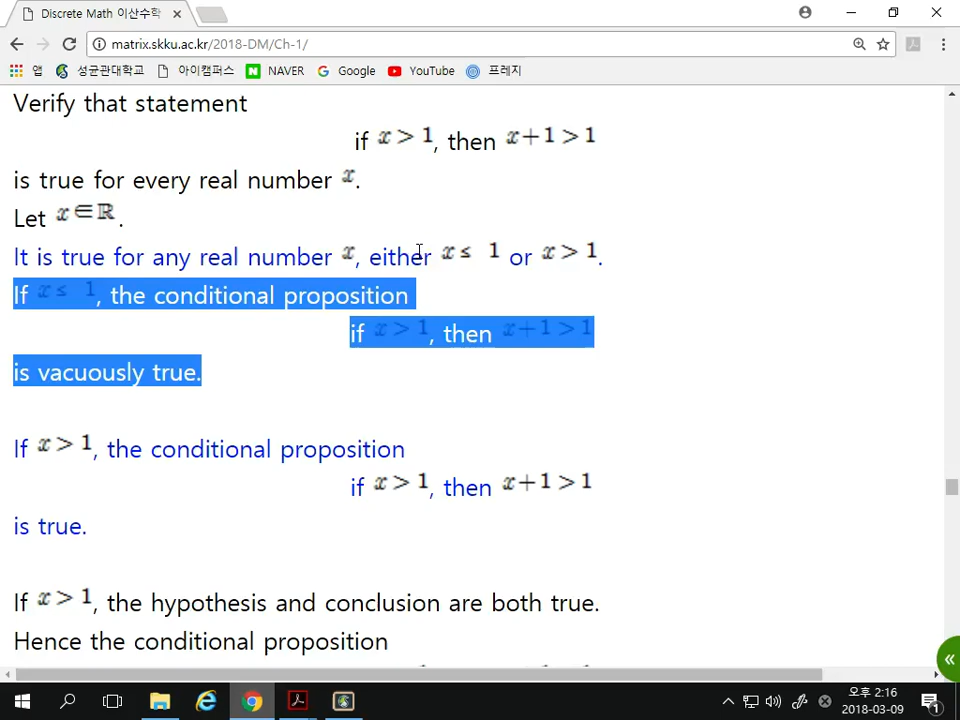 Discrete Math 이산수학
matrix.skku.ac.kr/2018-DM/Ch-1/
앱 성균관대학교 아이캠퍼스 NAVER Google YouTube 프레지
Verify that statement
if x > 1, then x+1 > 1
is true for every real number x.
Let x ∈ ℝ.
It is true for any real number x, either x ≤ 1 or x > 1.
If x ≤ 1, the conditional proposition
if x > 1, then x+1 > 1
is vacuously true.
If x > 1, the conditional proposition
if x > 1, then x+1 > 1
is true.
If x > 1, the hypothesis and conclusion are both true.
Hence the conditional proposition
오후 2:16
2018-03-09
1